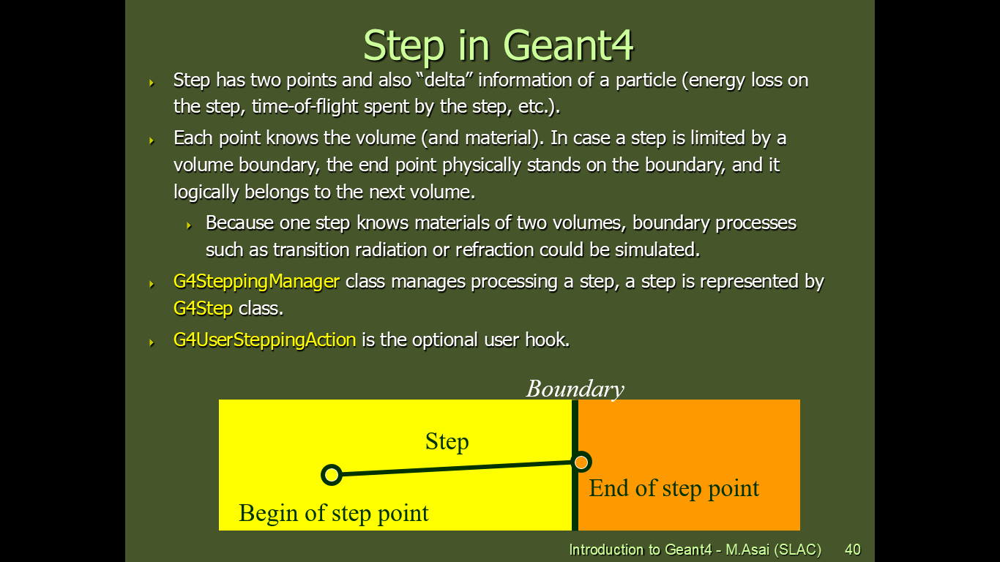 Step in Geant4
Step has two points and also “delta” information of a particle (energy loss on
the step, time-of-flight spent by the step, etc.).
Each point knows the volume (and material). In case a step is limited by a
volume boundary, the end point physically stands on the boundary, and it
logically belongs to the next volume.
Because one step knows materials of two volumes, boundary processes
such as transition radiation or refraction could be simulated.
G4SteppingManager class manages processing a step, a step is represented by
G4Step class.
G4UserSteppingAction is the optional user hook.
Boundary
Step
End of step point
Begin of step point
Introduction to Geant4 - M.Asai (SLAC) 40